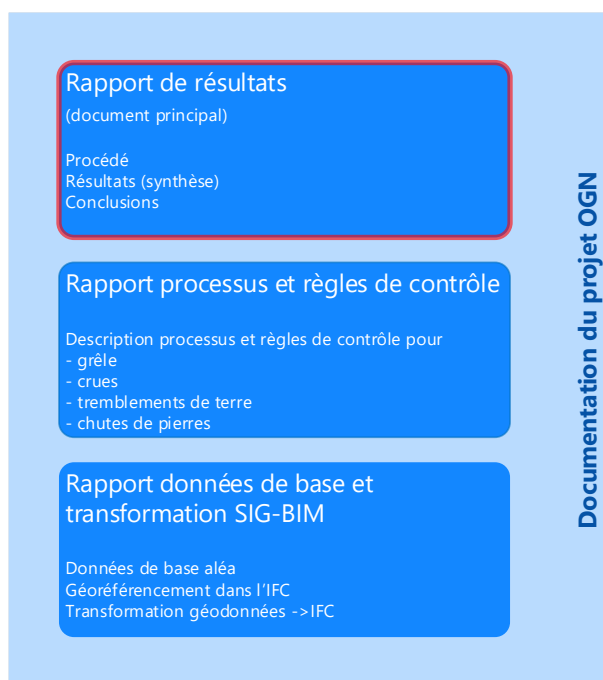 Rapport de résultats
(document principal)
Procédé
Résultats (synthèse)
Conclusions
Rapport processus et règles de contrôle
Description processus et règles de contrôle pour
- grêle
- crues
- tremblements de terre
- chutes de pierres
Rapport données de base et
transformation SIG-BIM
Données de base aléa
Géoréférencement dans l'IFC
Transformation géodonnées ->IFC
Documentation du projet OGN